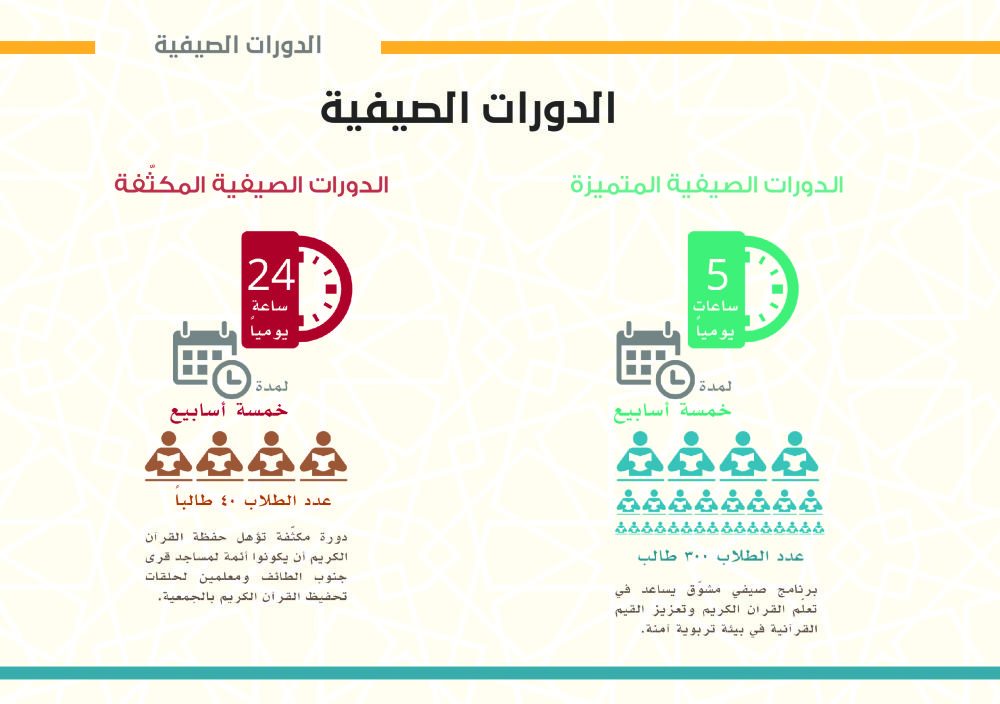 الدورات الصيفية
الدورات الصيفية
الدورات الصيفية المتميزة
5
ساعات
يومياً
لمدة
خمسة أسابيع
عدد الطلاب ٣٠٠ طالب
برنامج صيفي مشوّق يساعد في
تعلّم القرآن الكريم وتعزيز القيم
القرآنية في بيئة تربوية آمنة.
الدورات الصيفية المكثّفة
24
ساعة
يومياً
لمدة
خمسة أسابيع
عدد الطلاب ٤٠ طالباً
دورة مكثّفة تؤهل حفظة القرآن
الكريم أن يكونوا أئمة لمساجد قرى
جنوب الطائف ومعلمين لحلقات
تحفيظ القرآن الكريم بالجمعية.